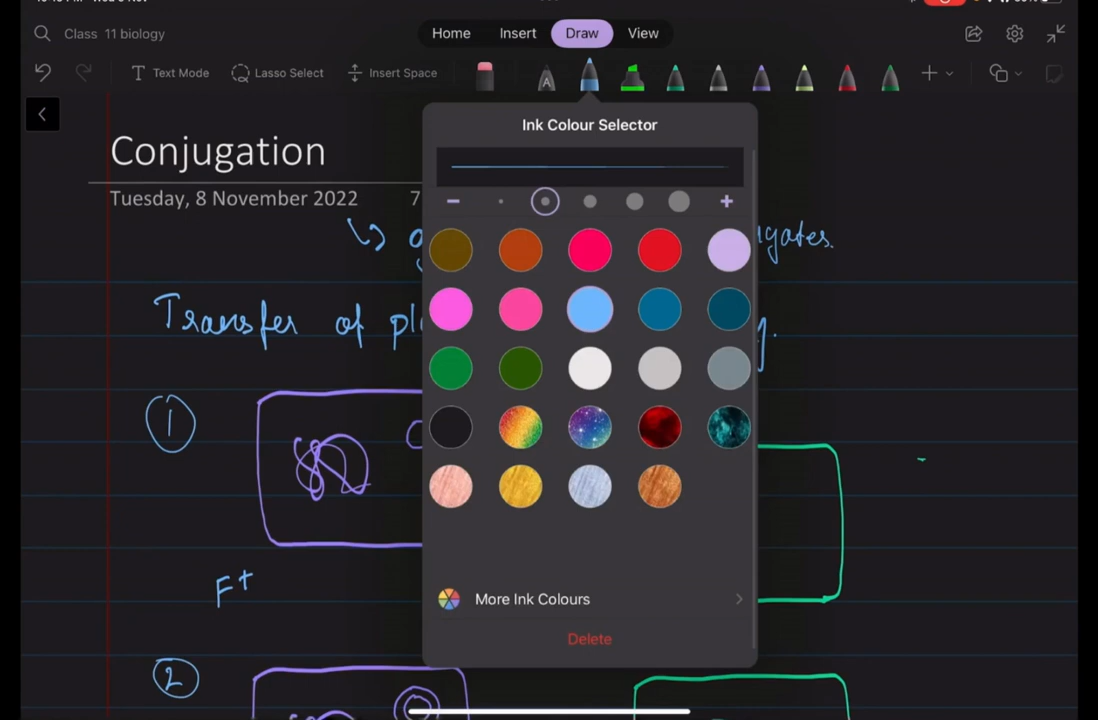 Class 11 biology
Home Insert Draw View
Text Mode Lasso Select Insert Space
A
Ink Colour Selector
Conjugation
Tuesday, 8 November 2022 7
Transfer of
1
F+
2
More Ink Colours
Delete